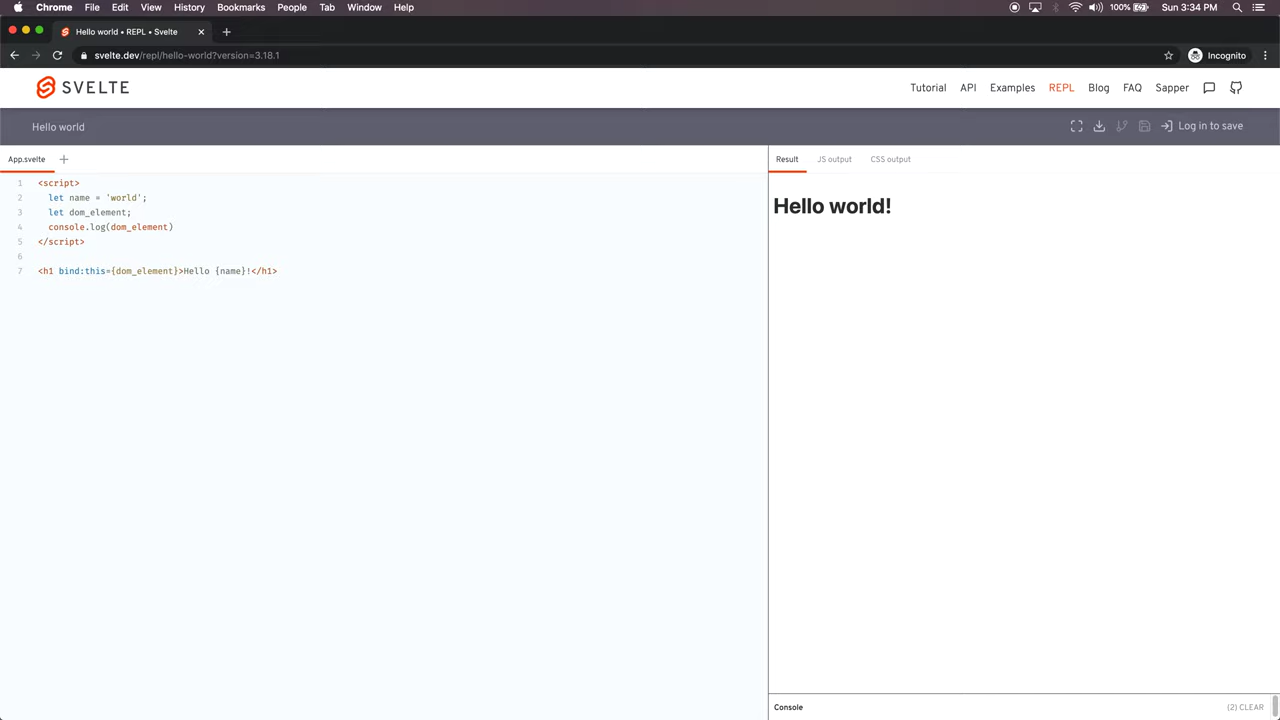 Chrome File Edit View History Bookmarks People Tab Window Help 100% Sun 3:34 PM
Hello world • REPL • Svelte
svelte.dev/repl/hello-world?version=3.18.1 Incognito
SVELTE Tutorial API Examples REPL Blog FAQ Sapper
Hello world Log in to save
App.svelte + Result JS output CSS output
1 <script>
2 let name = 'world';
3 let dom_element;
4 console.log(dom_element)
5 </script>
6
7 <h1 bind:this={dom_element}>Hello {name}!</h1>
Hello world!
Console (2) CLEAR